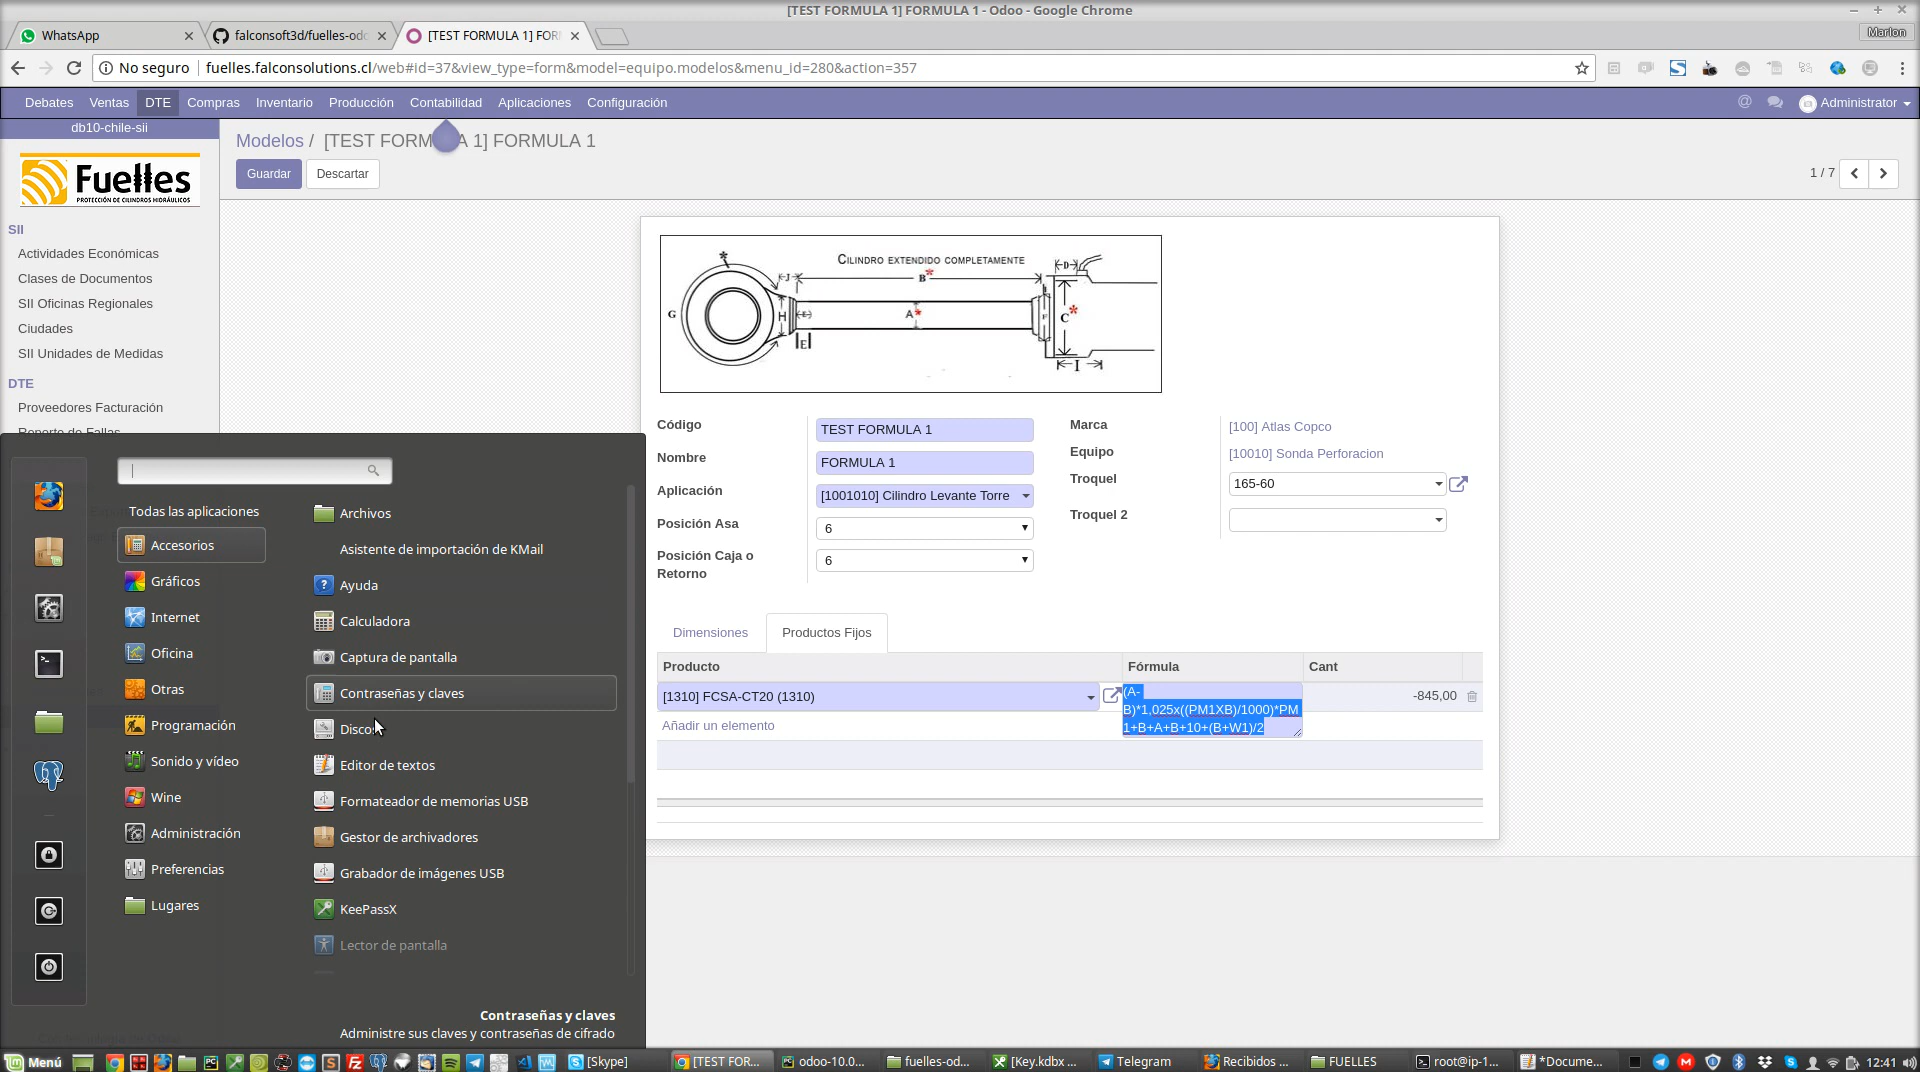 [TEST FORMULA 1] FORMULA 1 - Odoo - Google Chrome
WhatsApp
falconsoft3d/fuelles-odo
[TEST FORMULA 1] FOR
Marlon
No seguro
fuelles.falconsolutions.cl/web#id=37&view_type=form&model=equipo.modelos&menu_id=280&action=357
Debates Ventas DTE Compras Inventario Producción Contabilidad Aplicaciones Configuración
@ Administrator
db10-chile-sii
Modelos / [TEST FORM A 1] FORMULA 1
Guardar Descartar
1 / 7
Fuelles
PROTECCIÓN DE CILINDROS HIDRÁULICOS
SII
Actividades Económicas
Clases de Documentos
SII Oficinas Regionales
Ciudades
SII Unidades de Medidas
DTE
Proveedores Facturación
Reporte de Fallas
CILINDRO EXTENDIDO COMPLETAMENTE
* J B* D
G H E A* F C*
E I
Código
TEST FORMULA 1
Nombre
FORMULA 1
Aplicación
[1001010] Cilindro Levante Torre
Posición Asa
6
Posición Caja o
Retorno
6
Marca
[100] Atlas Copco
Equipo
[10010] Sonda Perforacion
Troquel
165-60
Troquel 2
Dimensiones Productos Fijos
Producto Fórmula Cant
[1310] FCSA-CT20 (1310)
(A-
B)*1,025x((PM1XB)/1000)*PM
1+B+A+B+10+(B+W1)/2
-845,00
Añadir un elemento
Todas las aplicaciones
Accesorios
Gráficos
Internet
Oficina
Otras
Programación
Sonido y vídeo
Wine
Administración
Preferencias
Lugares
Archivos
Asistente de importación de KMail
Ayuda
Calculadora
Captura de pantalla
Contraseñas y claves
Disco
Editor de textos
Formateador de memorias USB
Gestor de archivadores
Grabador de imágenes USB
KeePassX
Lector de pantalla
Contraseñas y claves
Administre sus claves y contraseñas de cifrado
Menú
[Skype]
[TEST FOR...
odoo-10.0...
fuelles-od...
[Key.kdbx ...
Telegram
Recibidos ...
FUELLES
root@ip-1...
*Docume...
12:41